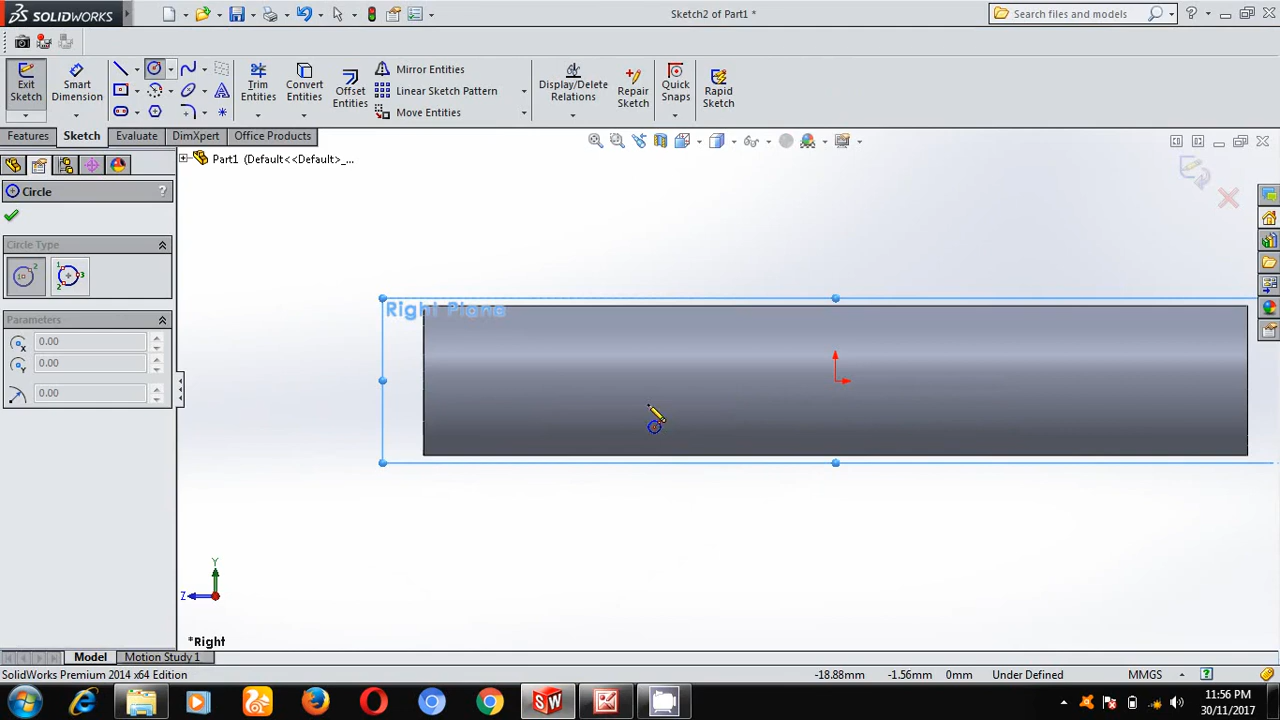 SOLIDWORKS
Sketch2 of Part1 *
Search files and models
Exit Sketch
Smart Dimension
Trim Entities
Convert Entities
Offset Entities
Mirror Entities
Linear Sketch Pattern
Move Entities
Display/Delete Relations
Repair Sketch
Quick Snaps
Rapid Sketch
Features
Sketch
Evaluate
DimXpert
Office Products
Part1 (Default<<Default>_...
Circle
?
Circle Type
Parameters
0.00
0.00
0.00
Right Plane
Y
Z
*Right
Model
Motion Study 1
SolidWorks Premium 2014 x64 Edition
-18.88mm
-1.56mm
0mm
Under Defined
MMGS
11:56 PM
30/11/2017